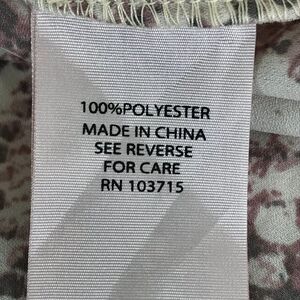 100%POLYESTER
MADE IN CHINA
SEE REVERSE
FOR CARE
RN 103715